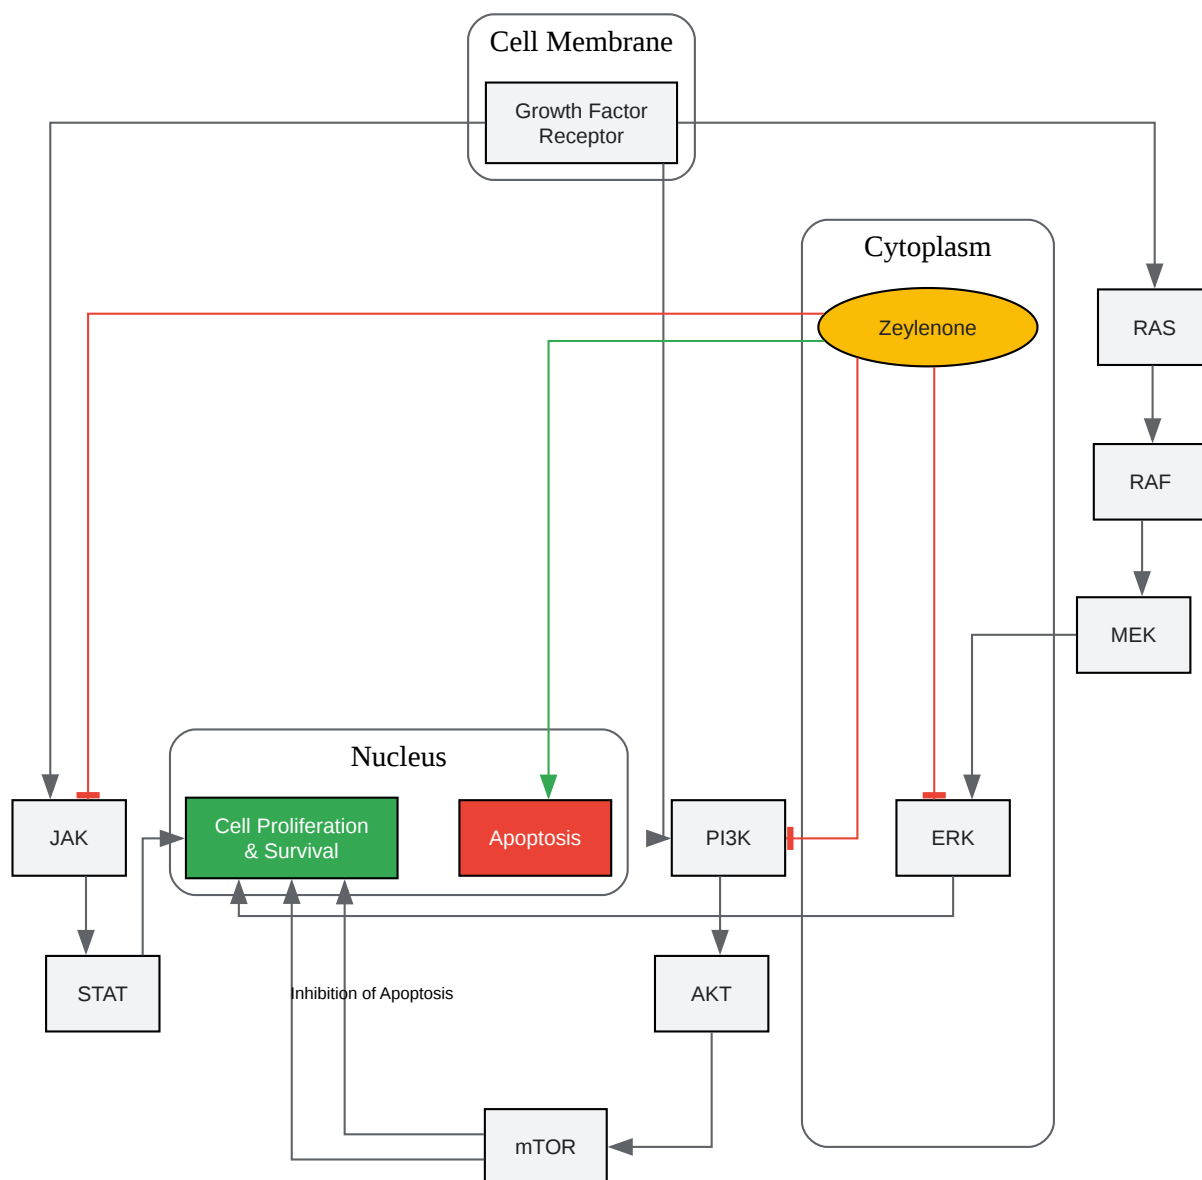 Cell Membrane
Growth Factor
Receptor
Cytoplasm
Zeylenone
RAS
RAF
MEK
Nucleus
Cell Proliferation
& Survival
Apoptosis
JAK
PI3K
ERK
STAT
Inhibition of Apoptosis
AKT
mTOR